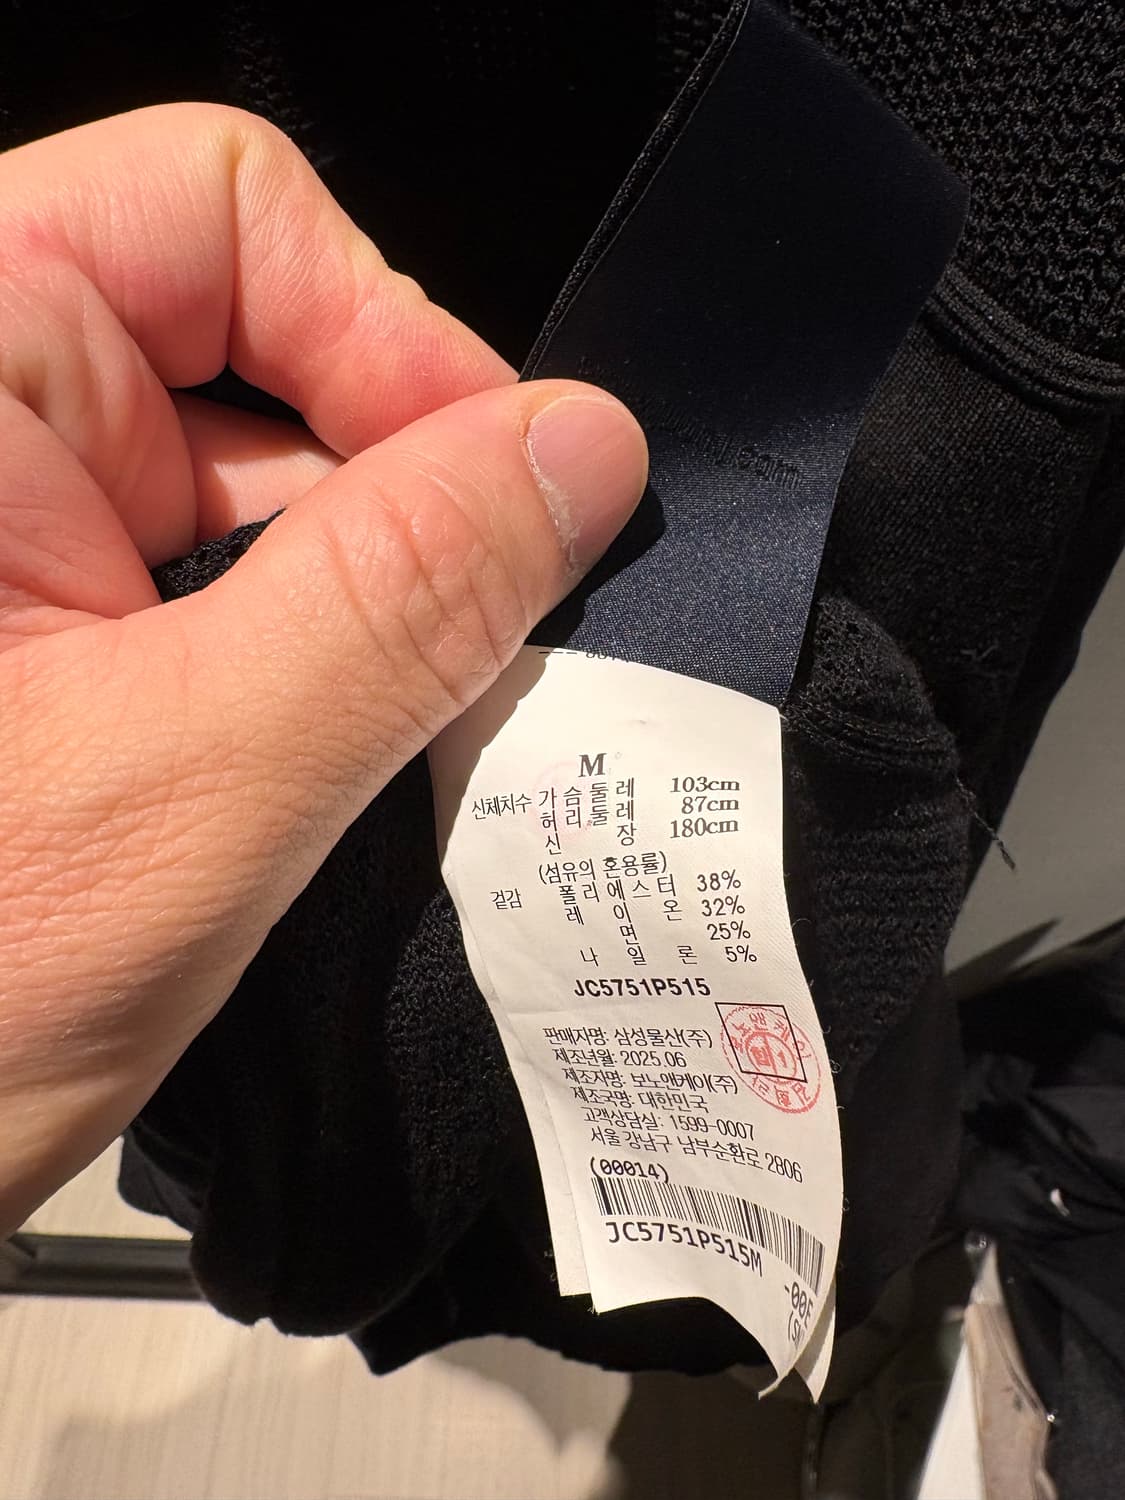 M
신체치수 가슴둘레 103cm
허리둘레 87cm
신장 180cm
(섬유의 혼용률)
겉감 폴리에스터 38%
레이온 32%
면 25%
나일론 5%
JC5751P515
판매자명: 삼성물산(주)
제조년월: 2025.06
제조자명: 보노앤케이(주)
제조국명: 대한민국
고객상담실: 1599-0007
서울 강남구 남부순환로 2806
(00014)
JC5751P515M